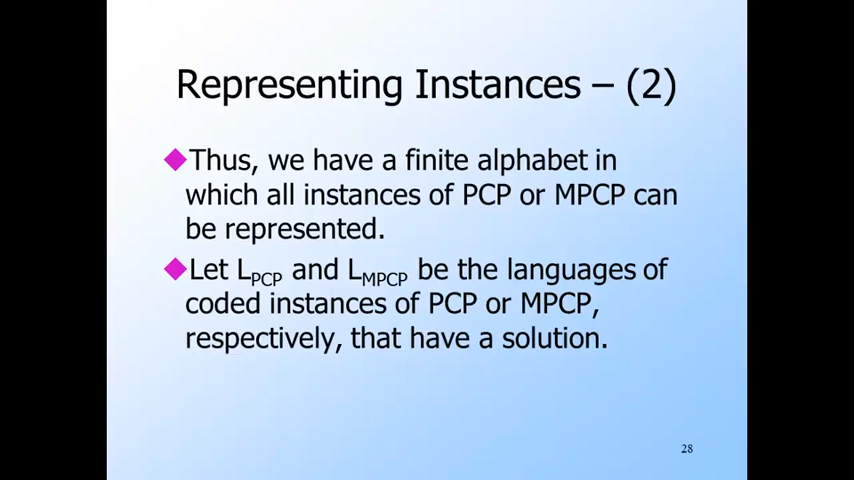 Representing Instances – (2)
Thus, we have a finite alphabet in
which all instances of PCP or MPCP can
be represented.
Let L_PCP and L_MPCP be the languages of
coded instances of PCP or MPCP,
respectively, that have a solution.
28